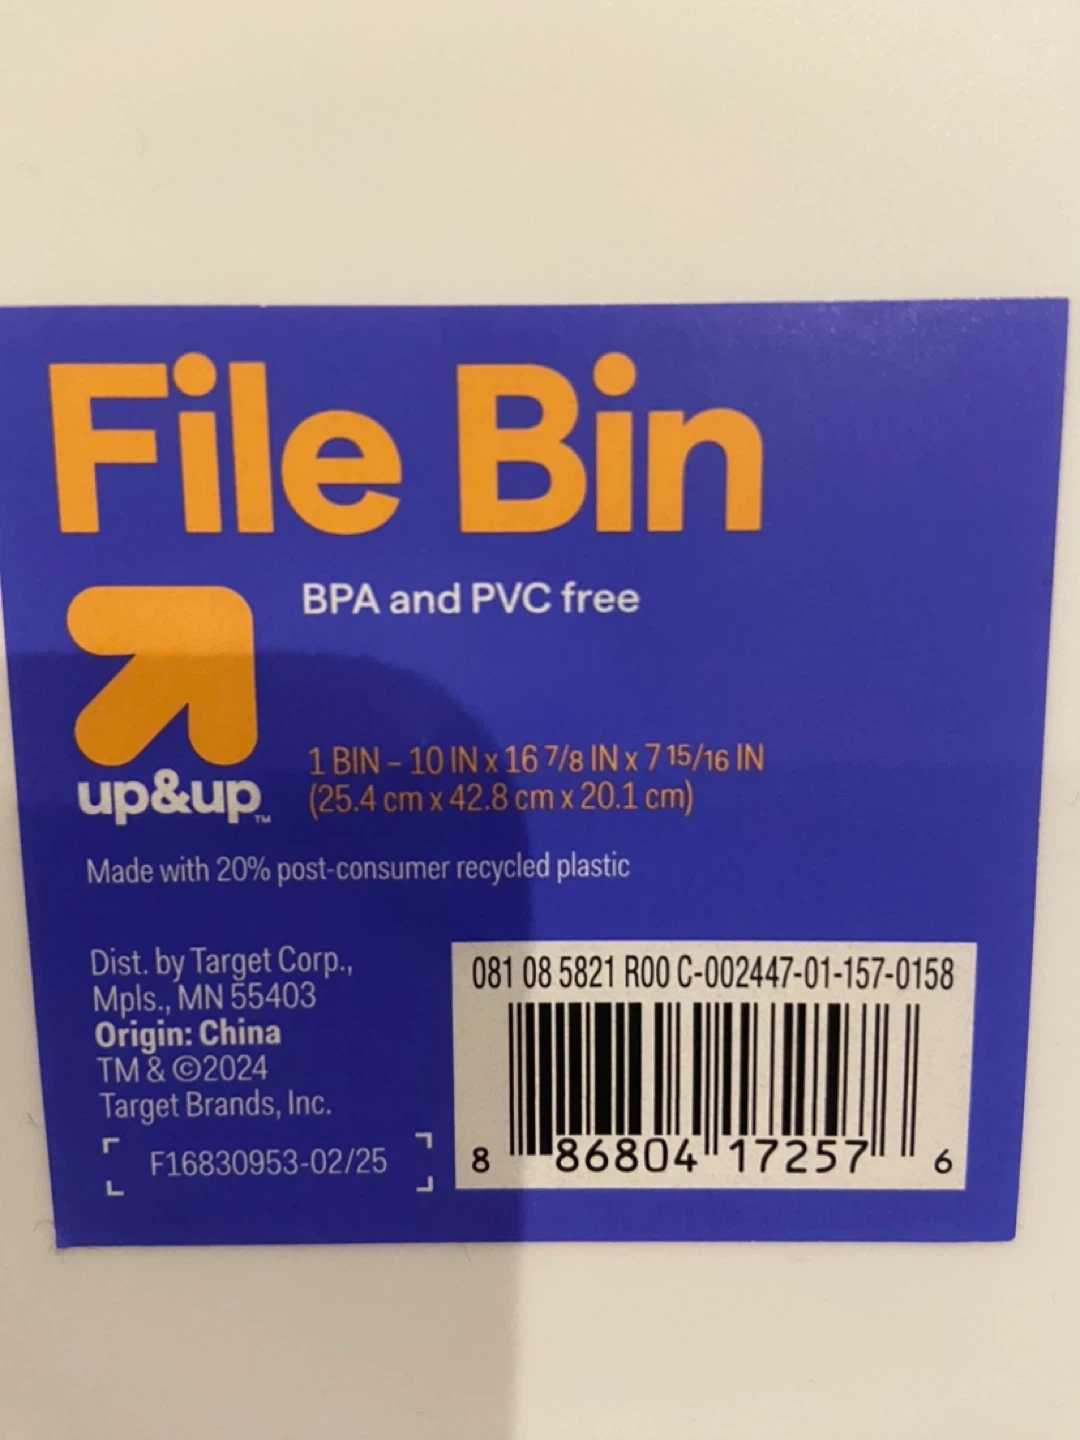 File Bin
BPA and PVC free
up&up™
1 BIN – 10 IN x 16 7/8 IN x 7 15/16 IN
(25.4 cm x 42.8 cm x 20.1 cm)
Made with 20% post-consumer recycled plastic
Dist. by Target Corp.,
Mpls., MN 55403
Origin: China
TM & ©2024
Target Brands, Inc.
F16830953-02/25
081 08 5821 R00 C-002447-01-157-0158
8 86804 17257 6